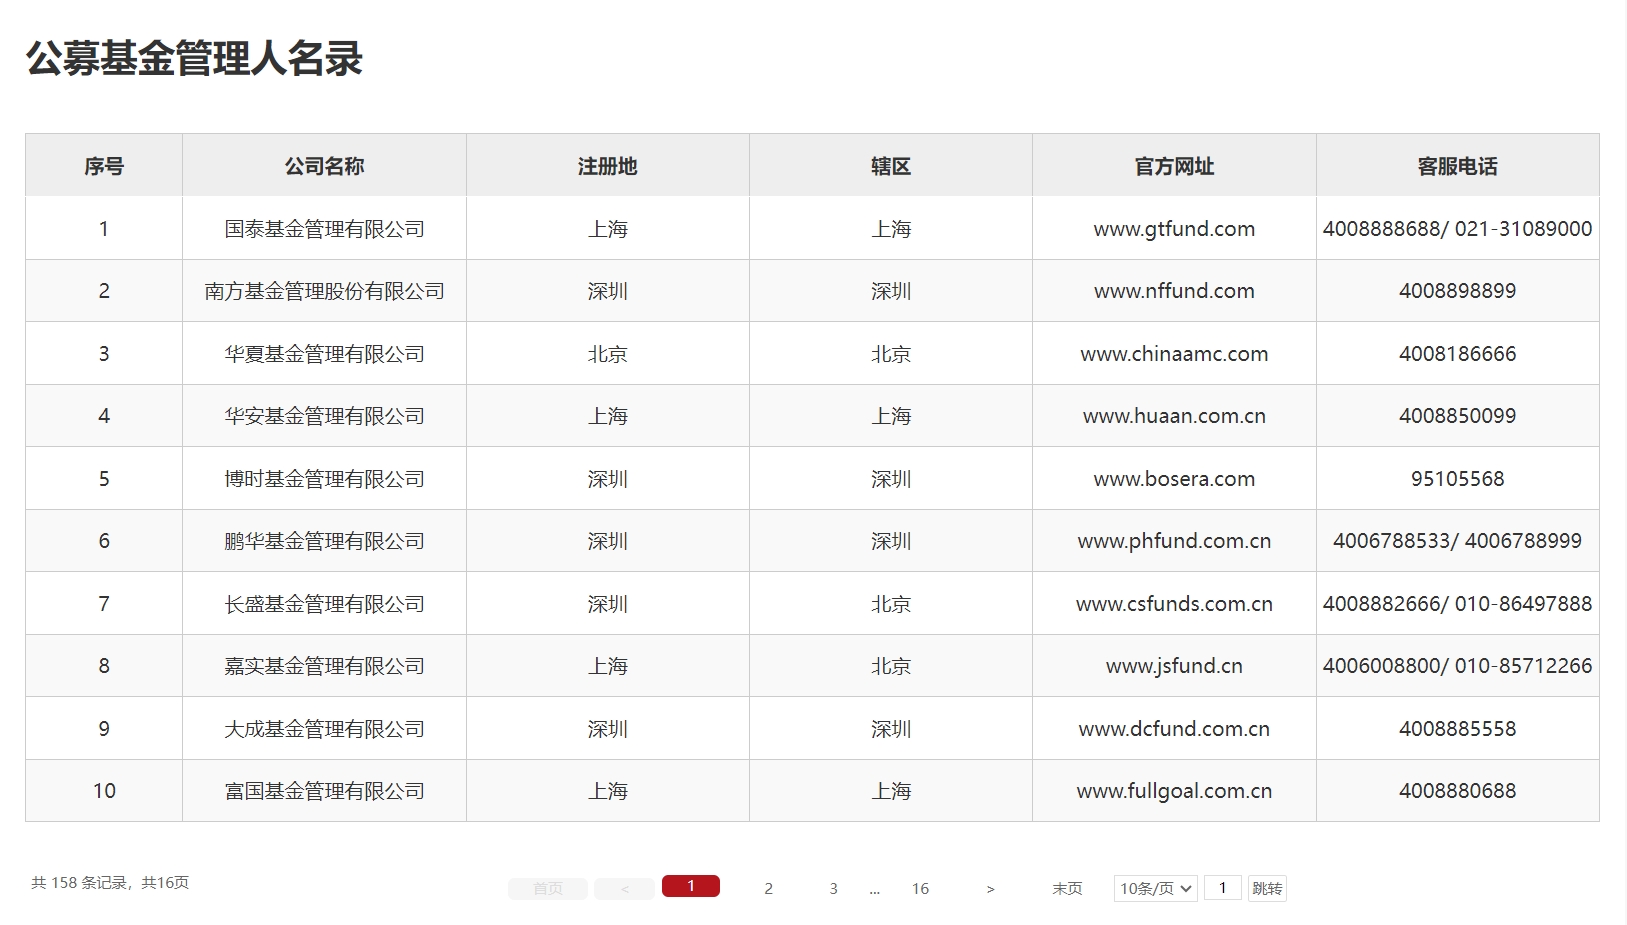 公募基金管理人名录
序号 公司名称 注册地 辖区 官方网址 客服电话
1 国泰基金管理有限公司 上海 上海 www.gtfund.com 4008888688/ 021-31089000
2 南方基金管理股份有限公司 深圳 深圳 www.nffund.com 4008898899
3 华夏基金管理有限公司 北京 北京 www.chinaamc.com 4008186666
4 华安基金管理有限公司 上海 上海 www.huaan.com.cn 4008850099
5 博时基金管理有限公司 深圳 深圳 www.bosera.com 95105568
6 鹏华基金管理有限公司 深圳 深圳 www.phfund.com.cn 4006788533/ 4006788999
7 长盛基金管理有限公司 深圳 北京 www.csfunds.com.cn 4008882666/ 010-86497888
8 嘉实基金管理有限公司 上海 北京 www.jsfund.cn 4006008800/ 010-85712266
9 大成基金管理有限公司 深圳 深圳 www.dcfund.com.cn 4008885558
10 富国基金管理有限公司 上海 上海 www.fullgoal.com.cn 4008880688
共 158 条记录，共16页 首页 < 1 2 3 ... 16 > 末页 10条/页 1 跳转